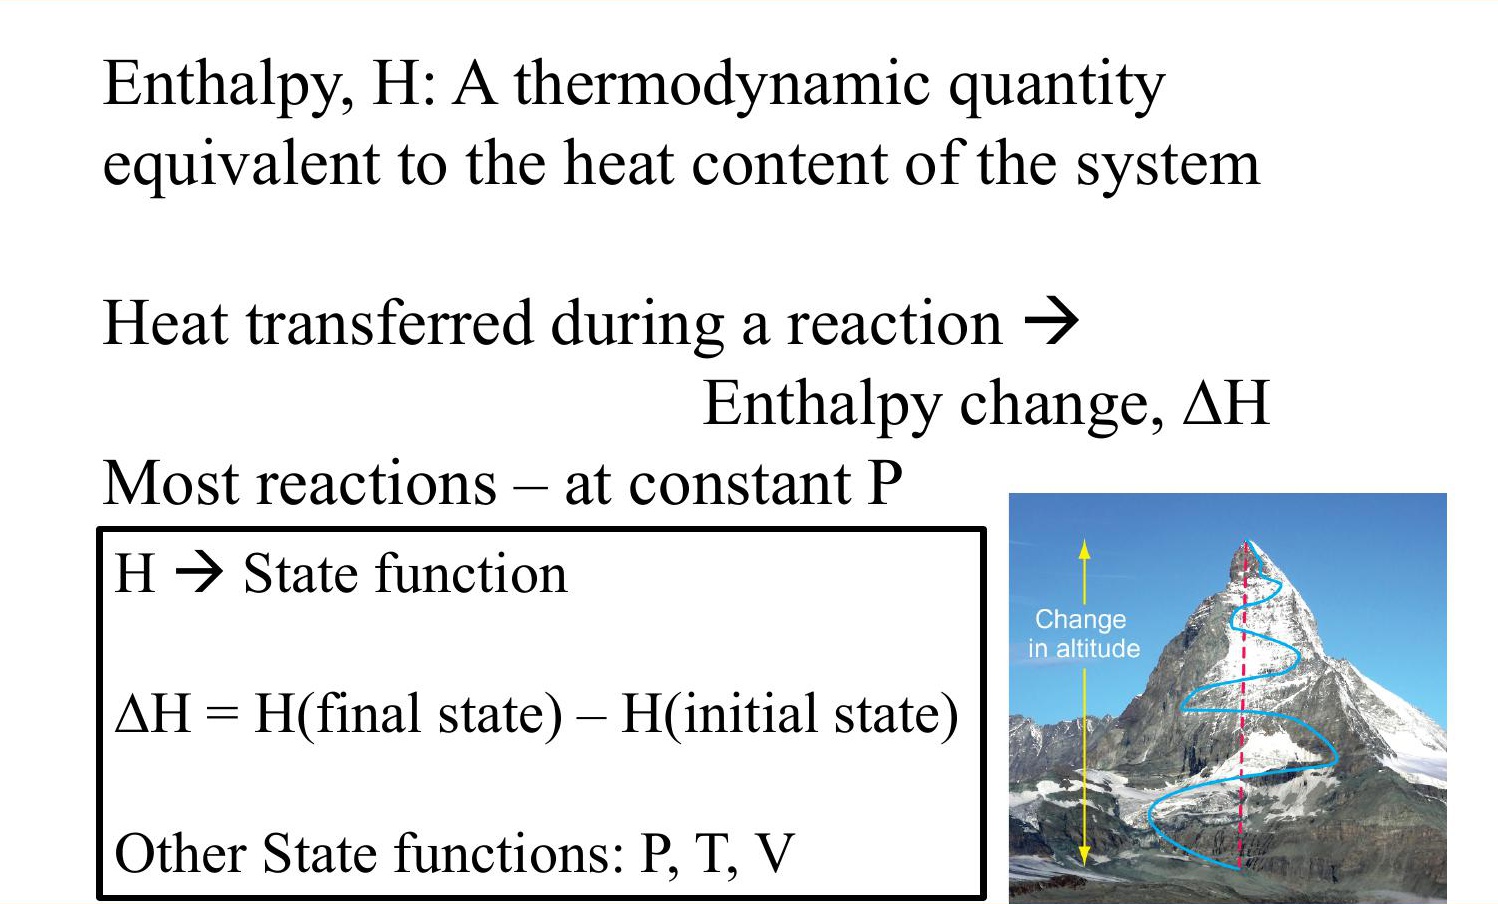 Enthalpy, H: A thermodynamic quantity
equivalent to the heat content of the system
Heat transferred during a reaction →
Enthalpy change, ΔH
Most reactions – at constant P
H → State function
ΔH = H(final state) – H(initial state)
Other State functions: P, T, V
Change
in altitude